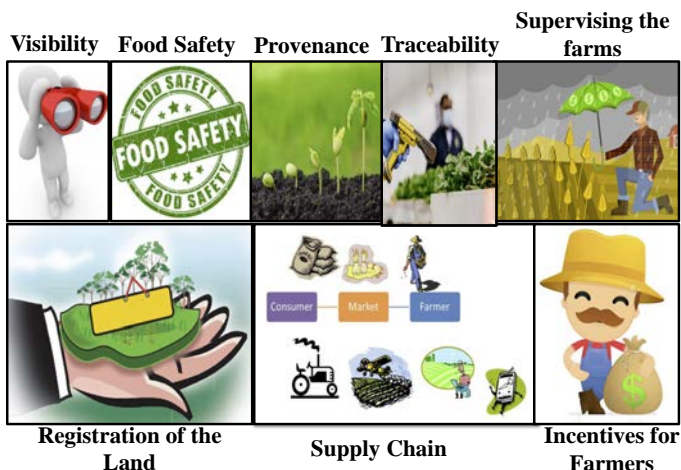 Visibility
Food Safety
Provenance
Traceability
Supervising the
farms
FOOD SAFETY
FOOD SAFETY
FOOD SAFETY
$ $ $ $
Consumer
Market
Farmer
$
Registration of the
Land
Supply Chain
Incentives for
Farmers